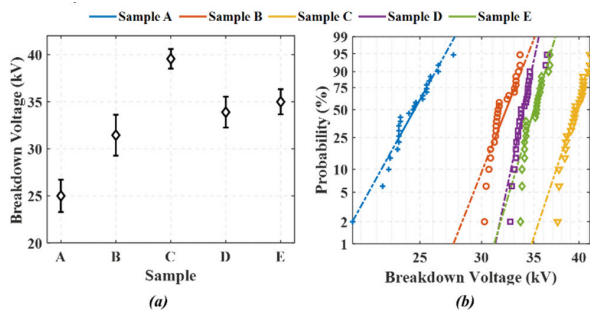 Sample A Sample B Sample C Sample D Sample E
(a)
40
35
30
25
20
Breakdown Voltage (kV)
A B C D E
Sample
(a)
(b)
99
95
90
75
50
25
10
6
2
1
Probability (%)
25 30 35 40
Breakdown Voltage (kV)
(b)